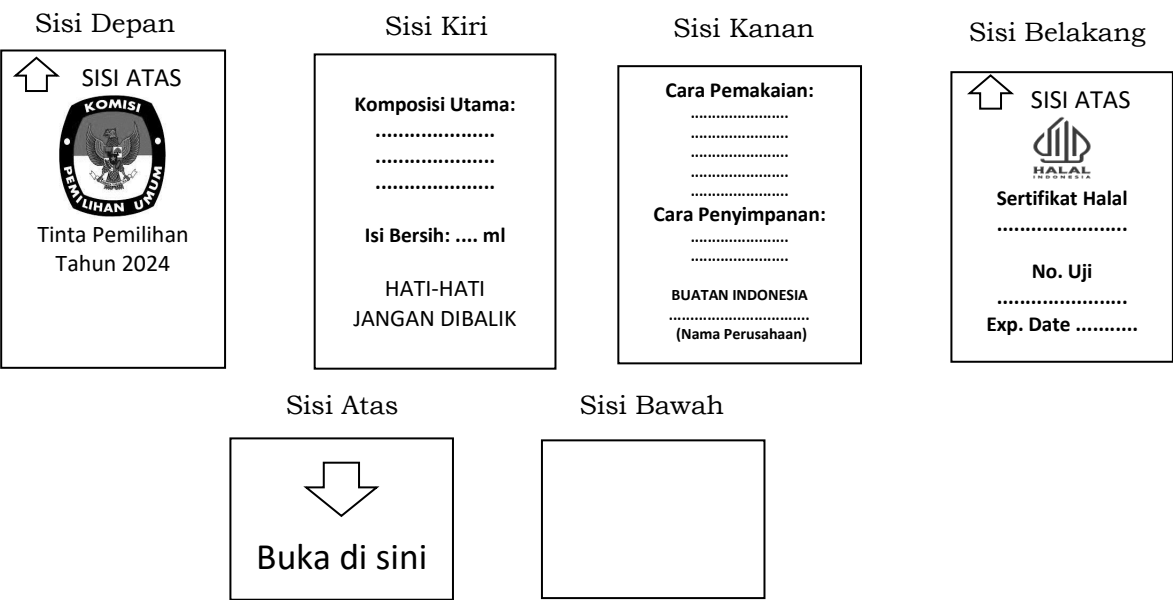 Sisi Depan
SISI ATAS
KOMISI
PEMILIHAN UMUM
Tinta Pemilihan
Tahun 2024
Sisi Kiri
Komposisi Utama:
......................
......................
......................
Isi Bersih: .... ml
HATI-HATI
JANGAN DIBALIK
Sisi Kanan
Cara Pemakaian:
.......................
.......................
.......................
.......................
.......................
Cara Penyimpanan:
.......................
.......................
BUATAN INDONESIA
.................................
(Nama Perusahaan)
Sisi Belakang
SISI ATAS
HALAL
INDONESIA
Sertifikat Halal
........................
No. Uji
........................
Exp. Date ...........
Sisi Atas
Buka di sini
Sisi Bawah